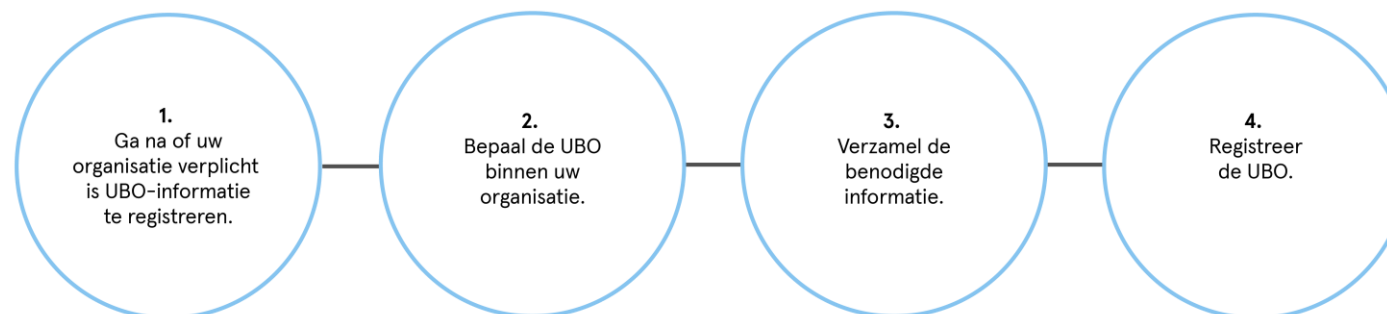 1.
Ga na of uw
organisatie verplicht
is UBO-informatie
te registreren.
2.
Bepaal de UBO
binnen uw
organisatie.
3.
Verzamel de
benodigde
informatie.
4.
Registreer
de UBO.